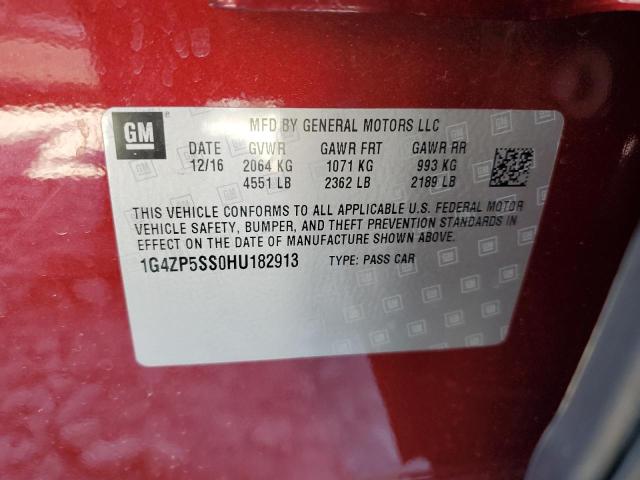 GM
MFD BY GENERAL MOTORS LLC
DATE GVWR GAWR FRT GAWR RR
12/16 2064 KG 1071 KG 993 KG
4551 LB 2362 LB 2189 LB
THIS VEHICLE CONFORMS TO ALL APPLICABLE U.S. FEDERAL MOTOR
VEHICLE SAFETY, BUMPER, AND THEFT PREVENTION STANDARDS IN
EFFECT ON THE DATE OF MANUFACTURE SHOWN ABOVE.
1G4ZP5SS0HU182913 TYPE: PASS CAR